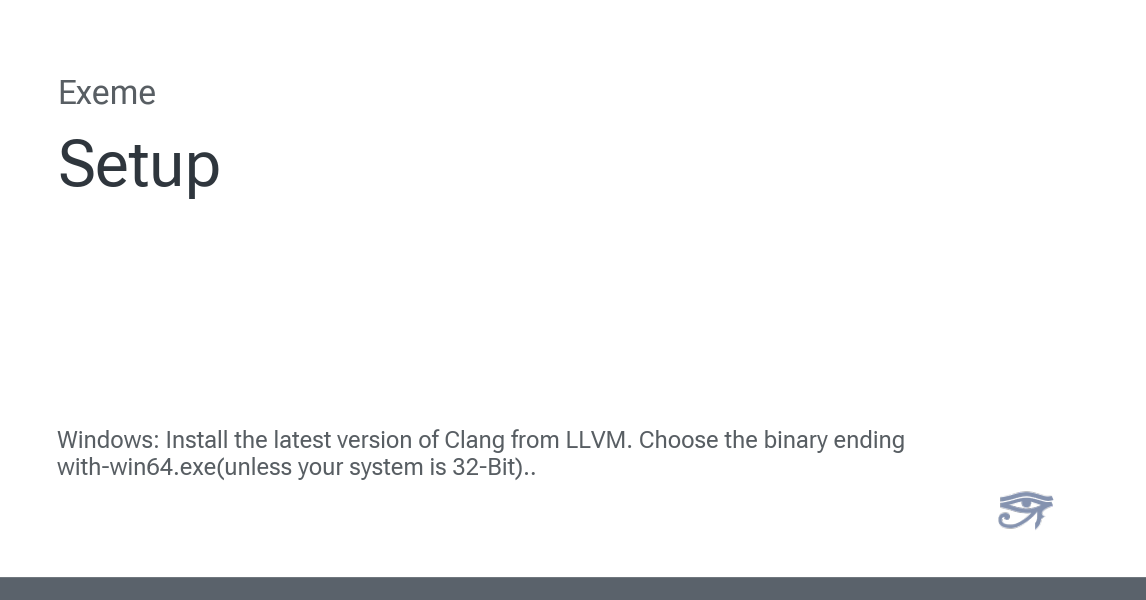 Exeme
Setup
Windows: Install the latest version of Clang from LLVM. Choose the binary ending
with-win64.exe(unless your system is 32-Bit)..